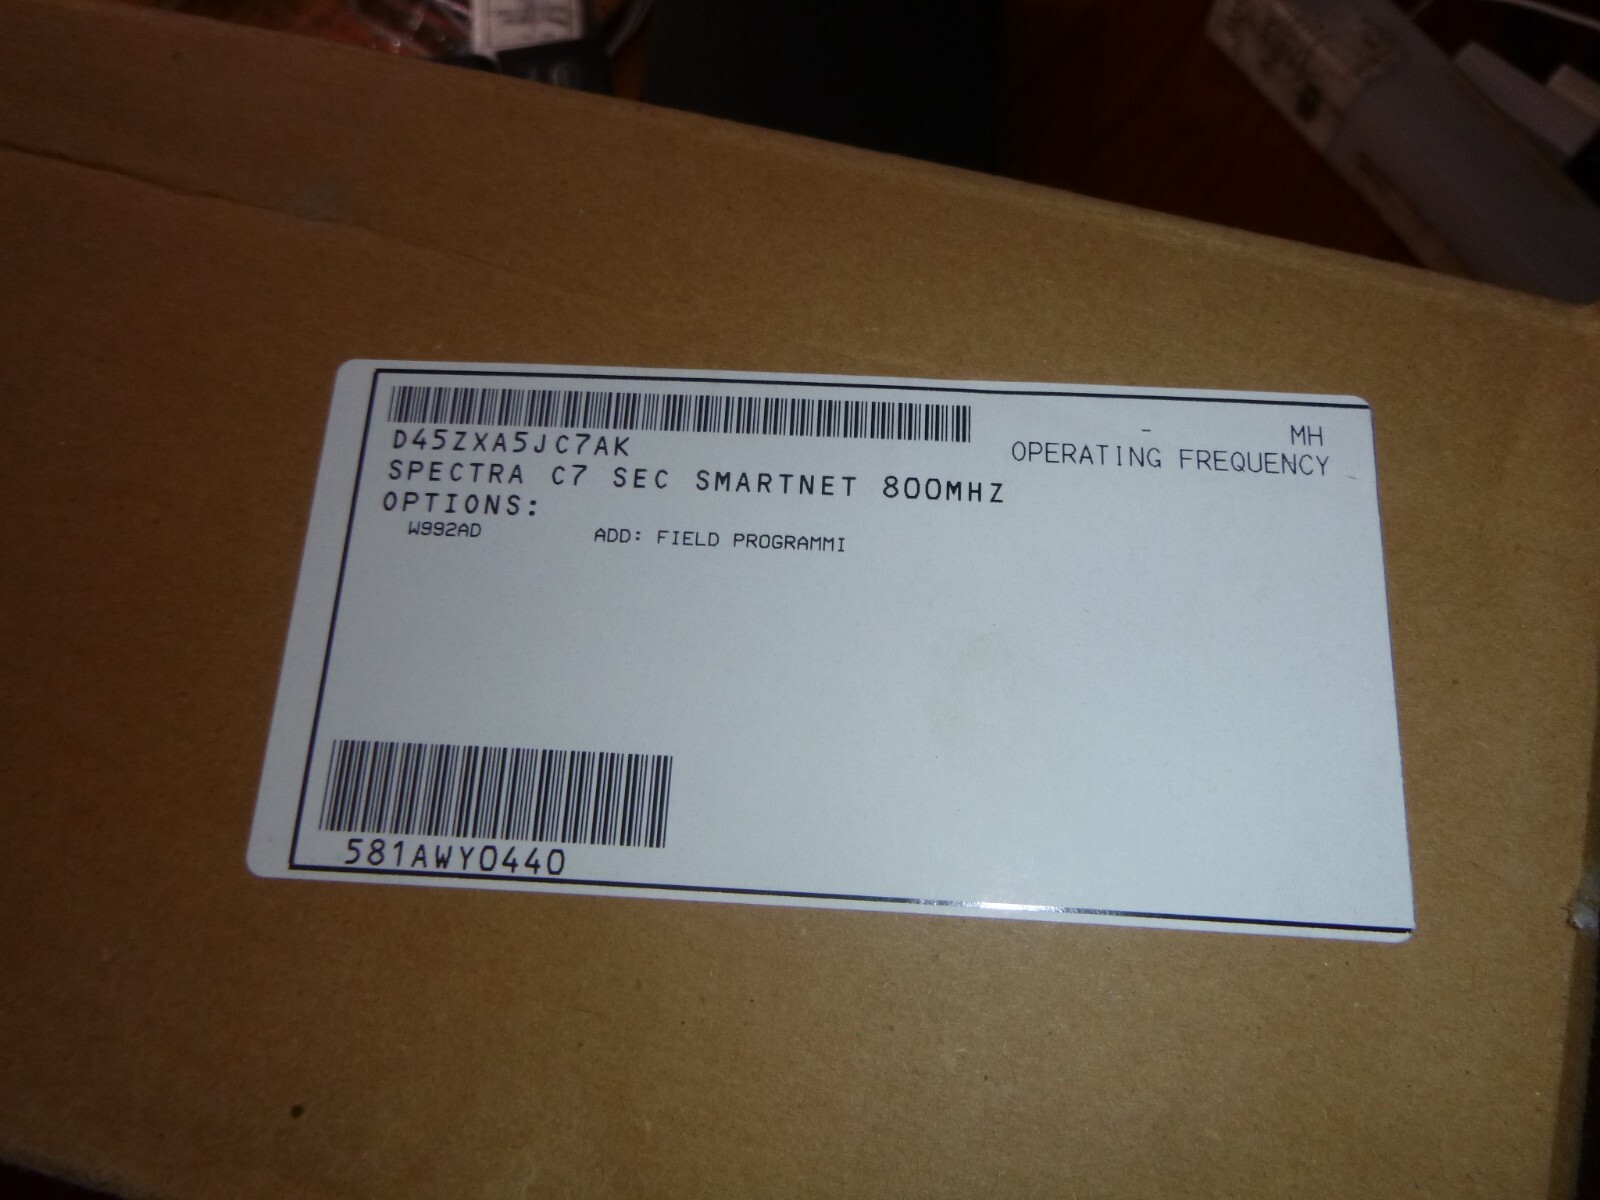 D45ZXA5JC7AK
- MH
OPERATING FREQUENCY
SPECTRA C7 SEC SMARTNET 800MHZ
OPTIONS:
W992AD ADD: FIELD PROGRAMMI
581AWY0440